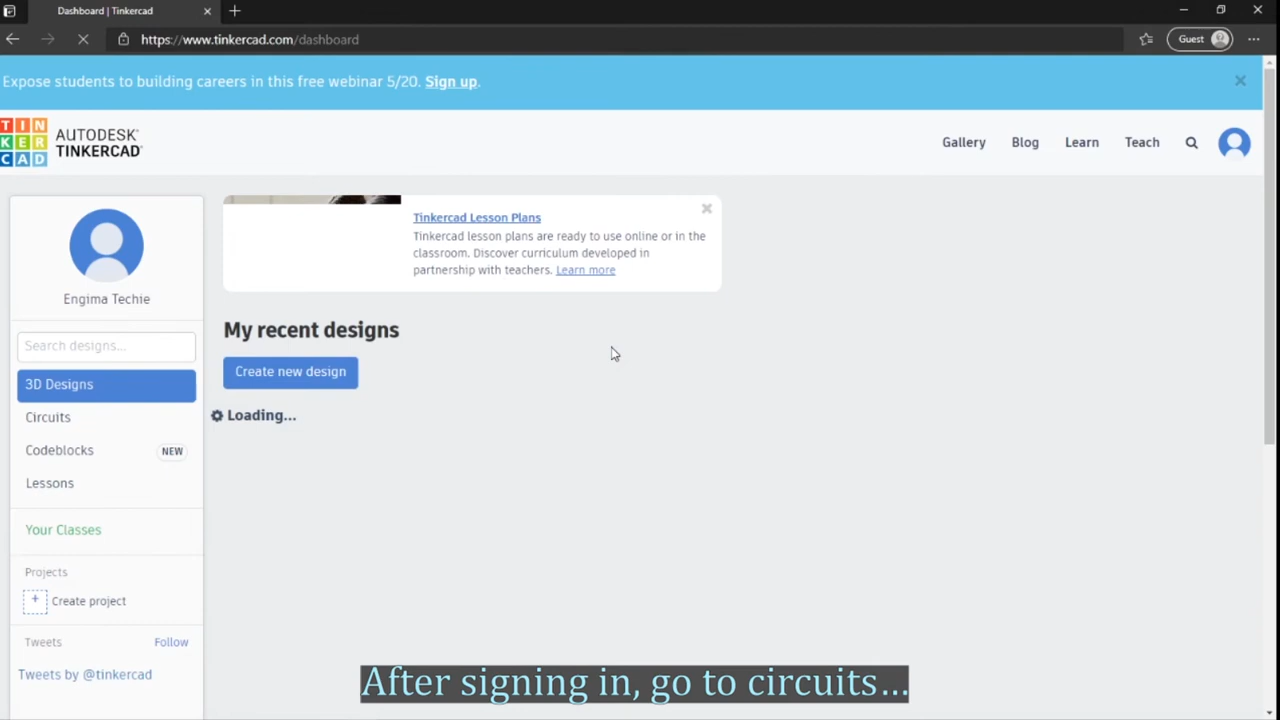 Dashboard | Tinkercad
https://www.tinkercad.com/dashboard
Guest
Expose students to building careers in this free webinar 5/20. Sign up.
TIN
KER
CAD
AUTODESK®
TINKERCAD®
Gallery
Blog
Learn
Teach
Engima Techie
Search designs...
3D Designs
Circuits
Codeblocks NEW
Lessons
Your Classes
Projects
+ Create project
Tweets Follow
Tweets by @tinkercad
Tinkercad Lesson Plans
Tinkercad lesson plans are ready to use online or in the
classroom. Discover curriculum developed in
partnership with teachers. Learn more
My recent designs
Create new design
Loading...
After signing in, go to circuits...